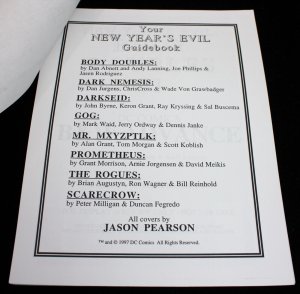 Your
NEW YEAR'S EVIL
Guidebook
BODY DOUBLES:
by Dan Abnett and Andy Lanning, Joe Phillips &
Jasen Rodriguez
DARK NEMESIS:
by Dan Jurgens, ChrisCross & Wade Von Grawbadger
DARKSEID:
by John Byrne, Keron Grant, Ray Kryssing & Sal Buscema
GOG:
by Mark Waid, Jerry Ordway & Dennis Janke
MR. MXYZPTLK:
by Alan Grant, Tom Morgan & Scott Koblish
PROMETHEUS:
by Grant Morrison, Arnie Jorgensen & David Meikis
THE ROGUES:
by Brian Augustyn, Ron Wagner & Bill Reinhold
SCARECROW:
by Peter Milligan & Duncan Fegredo
All covers by
JASON PEARSON
™ and © 1997 DC Comics All Rights Reserved.